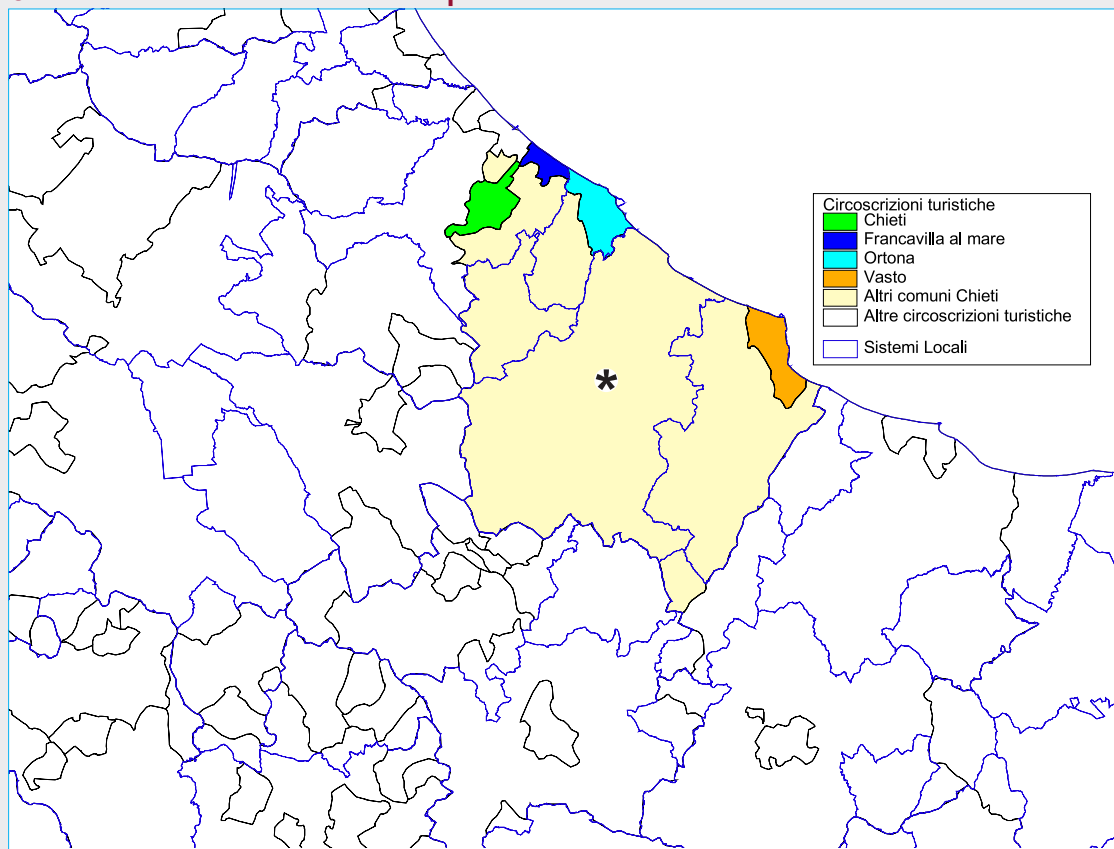 Circoscrizioni turistiche
Chieti
Francavilla al mare
Ortona
Vasto
Altri comuni Chieti
Altre circoscrizioni turistiche
Sistemi Locali
*